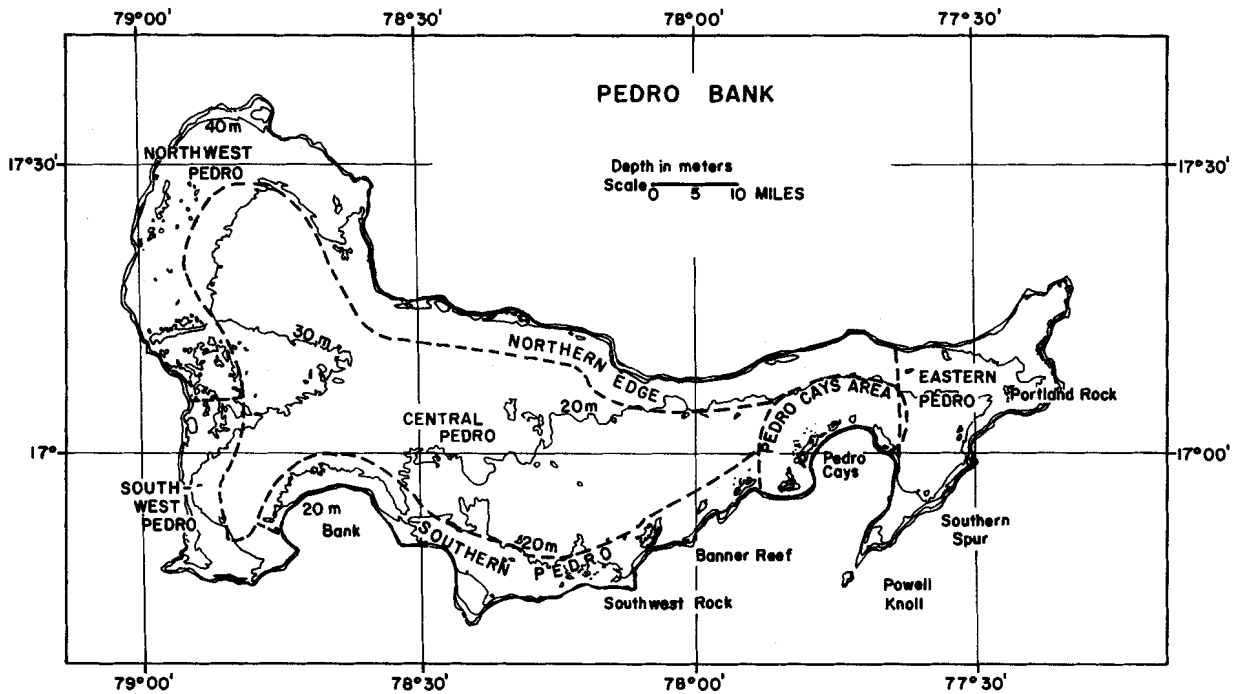 79°00'
78°30'
78°00'
77°30'
PEDRO BANK
40m
NORTHWEST
PEDRO
17°30'
17°30'
Depth in meters
Scale 0 5 10 MILES
30m
NORTHERN EDGE
EASTERN
PEDRO
Portland Rock
PEDRO CAYS AREA
20m
CENTRAL
PEDRO
17°
17°00'
Pedro
Cays
SOUTH-
WEST
PEDRO
20 m
Bank
SOUTHERN PEDRO
20m
Southern
Spur
Banner Reef
Powell
Knoll
Southwest Rock
79°00'
78°30'
78°00'
77°30'